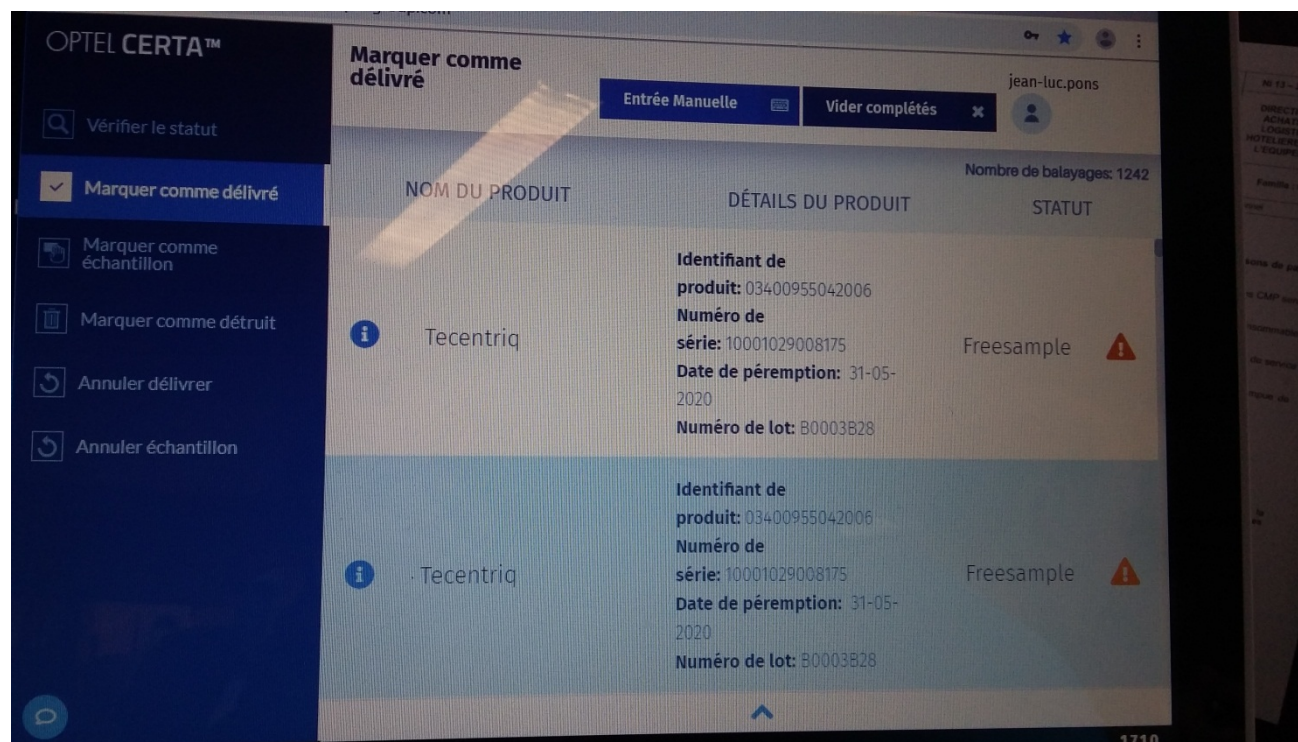 OPTEL CERTA™
Vérifier le statut
Marquer comme délivré
Marquer comme
échantillon
Marquer comme détruit
Annuler délivrer
Annuler échantillon
Marquer comme
délivré
Entrée Manuelle
Vider complétés
jean-luc.pons
Nombre de balayages: 1242
NOM DU PRODUIT
DÉTAILS DU PRODUIT
STATUT
Tecentriq
Identifiant de
produit: 03400955042006
Numéro de
série: 10001029008175
Date de péremption: 31-05-
2020
Numéro de lot: B0003B28
Freesample
Tecentriq
Identifiant de
produit: 03400955042006
Numéro de
série: 10001029008175
Date de péremption: 31-05-
2020
Numéro de lot: B0003B28
Freesample
1710